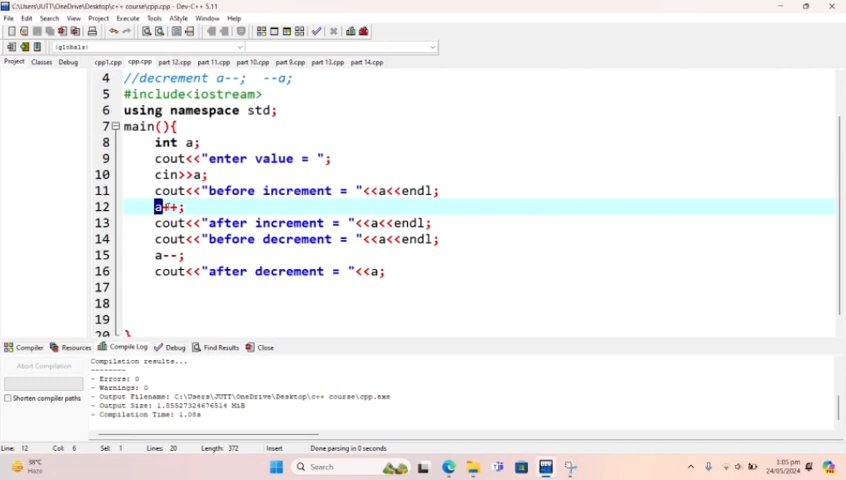 C:\Users\JUTT\OneDrive\Desktop\c++ course\cpp.cpp - Dev-C++ 5.11
File Edit Search View Project Execute Tools AStyle Window Help
(globals)
Project Classes Debug cpp1.cpp cpp.cpp part 12.cpp part 11.cpp part 10.cpp part 9.cpp part 13.cpp part 14.cpp
4 //decrement a--; --a;
5 #include<iostream>
6 using namespace std;
7 main(){
8 int a;
9 cout<<"enter value = ";
10 cin>>a;
11 cout<<"before increment = "<<a<<endl;
12 a++;
13 cout<<"after increment = "<<a<<endl;
14 cout<<"before decrement = "<<a<<endl;
15 a--;
16 cout<<"after decrement = "<<a;
17
18
19
20 }
Compiler Resources Compile Log Debug Find Results Close
Abort Compilation
Shorten compiler paths
Compilation results...
--------
- Errors: 0
- Warnings: 0
- Output Filename: C:\Users\JUTT\OneDrive\Desktop\c++ course\cpp.exe
- Output Size: 1.85527324676514 MiB
- Compilation Time: 1.08s
Line: 12 Col: 6 Sel: 1 Lines: 20 Length: 372 Insert Done parsing in 0 seconds
38°C
Haze
Search
1:05 pm
24/05/2024